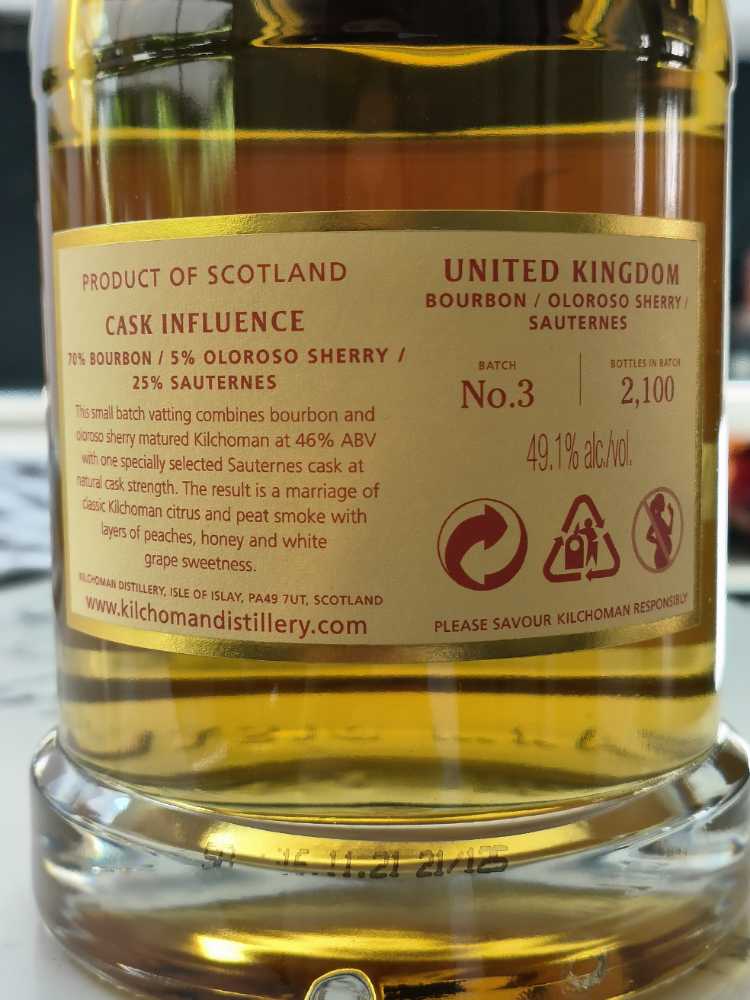 PRODUCT OF SCOTLAND
CASK INFLUENCE
70% BOURBON / 5% OLOROSO SHERRY /
25% SAUTERNES
This small batch vatting combines bourbon and
oloroso sherry matured Kilchoman at 46% ABV
with one specially selected Sauternes cask at
natural cask strength. The result is a marriage of
classic Kilchoman citrus and peat smoke with
layers of peaches, honey and white
grape sweetness.
KILCHOMAN DISTILLERY, ISLE OF ISLAY, PA49 7UT, SCOTLAND
www.kilchomandistillery.com
UNITED KINGDOM
BOURBON / OLOROSO SHERRY /
SAUTERNES
BATCH
No.3
BOTTLES IN BATCH
2,100
49.1% alc./vol.
PLEASE SAVOUR KILCHOMAN RESPONSIBLY
11.21 21/125